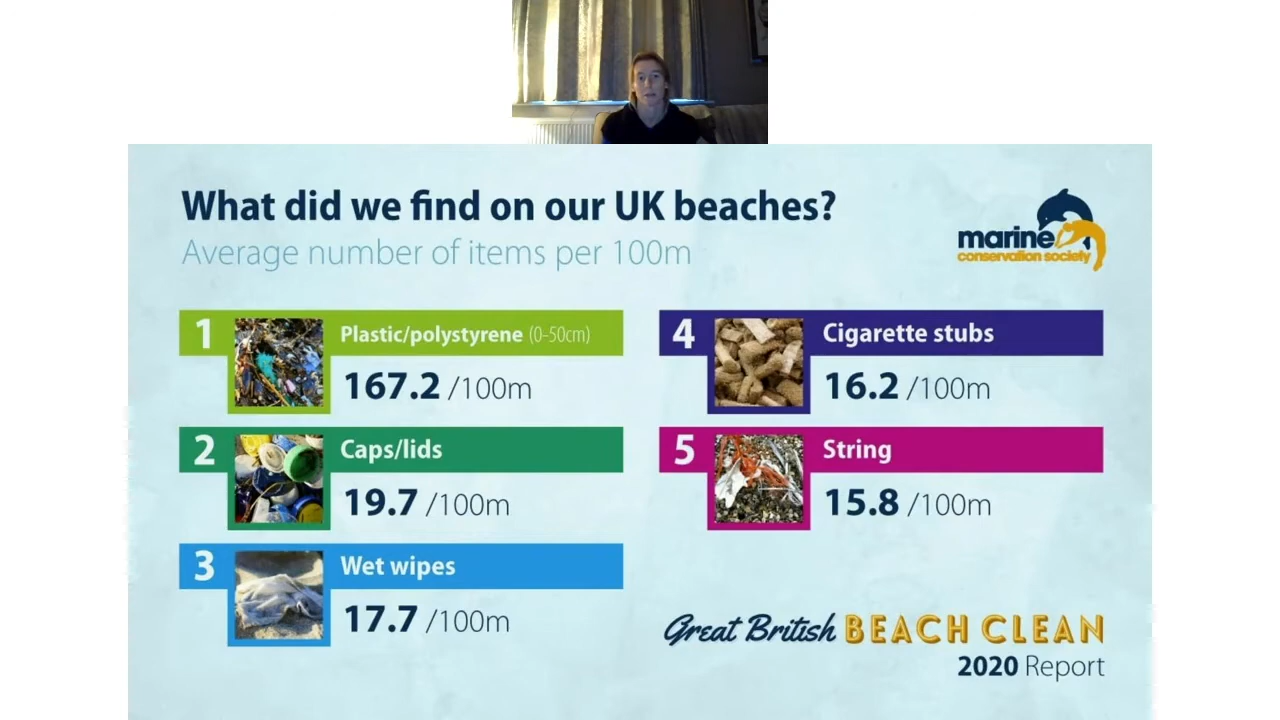 What did we find on our UK beaches?
Average number of items per 100m
marine
conservation society
1
Plastic/polystyrene (0-50cm)
167.2 /100m
2
Caps/lids
19.7 /100m
3
Wet wipes
17.7 /100m
4
Cigarette stubs
16.2 /100m
5
String
15.8 /100m
Great British BEACH CLEAN
2020 Report